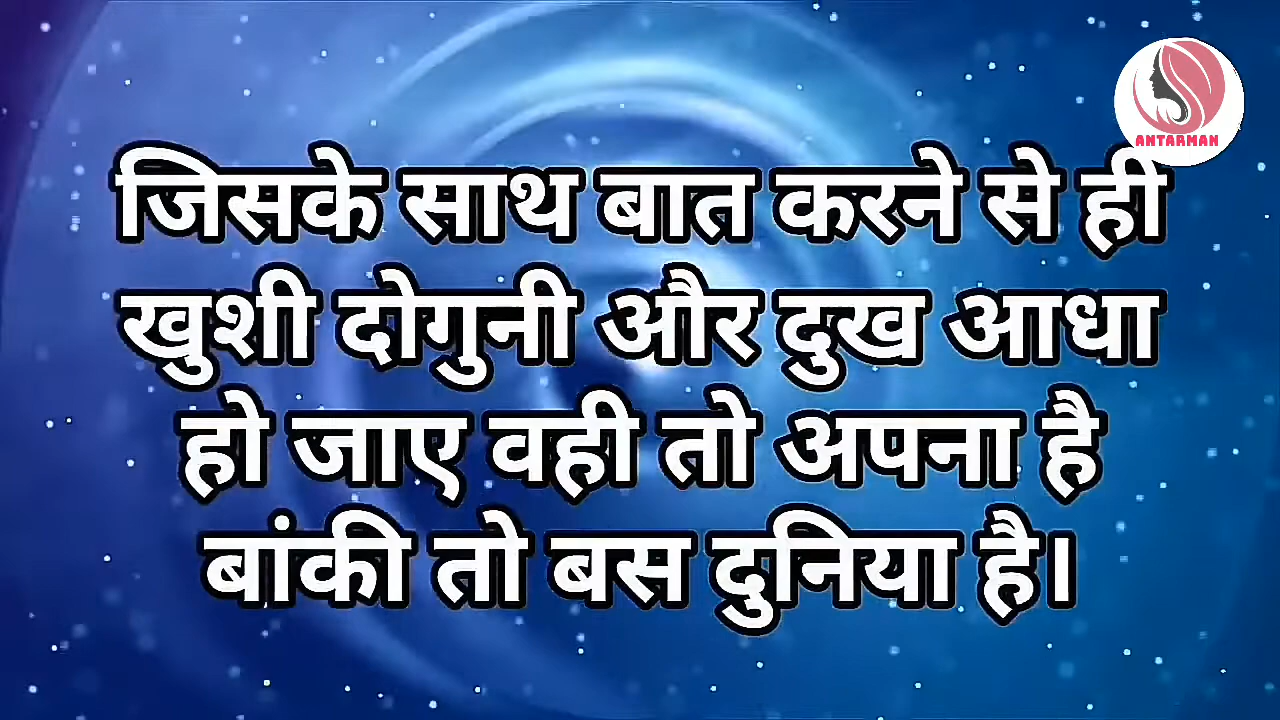 ANTARMAN
जिसके साथ बात करने से ही
खुशी दोगुनी और दुख आधा
हो जाए वही तो अपना है
बांकी तो बस दुनिया है।